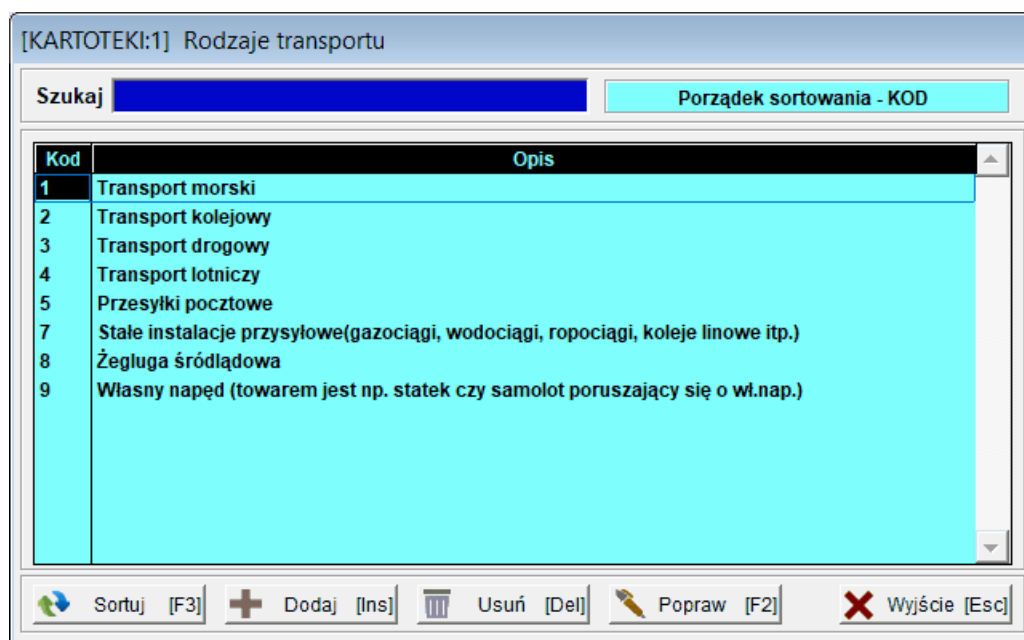 [KARTOTEKI:1] Rodzaje transportu
Szukaj Porządek sortowania - KOD
Kod Opis
1 Transport morski
2 Transport kolejowy
3 Transport drogowy
4 Transport lotniczy
5 Przesyłki pocztowe
7 Stałe instalacje przysyłowe(gazociągi, wodociągi, ropociągi, koleje linowe itp.)
8 Żegluga śródlądowa
9 Własny napęd (towarem jest np. statek czy samolot poruszający się o wł.nap.)
Sortuj [F3] Dodaj [Ins] Usuń [Del] Popraw [F2] Wyjście [Esc]